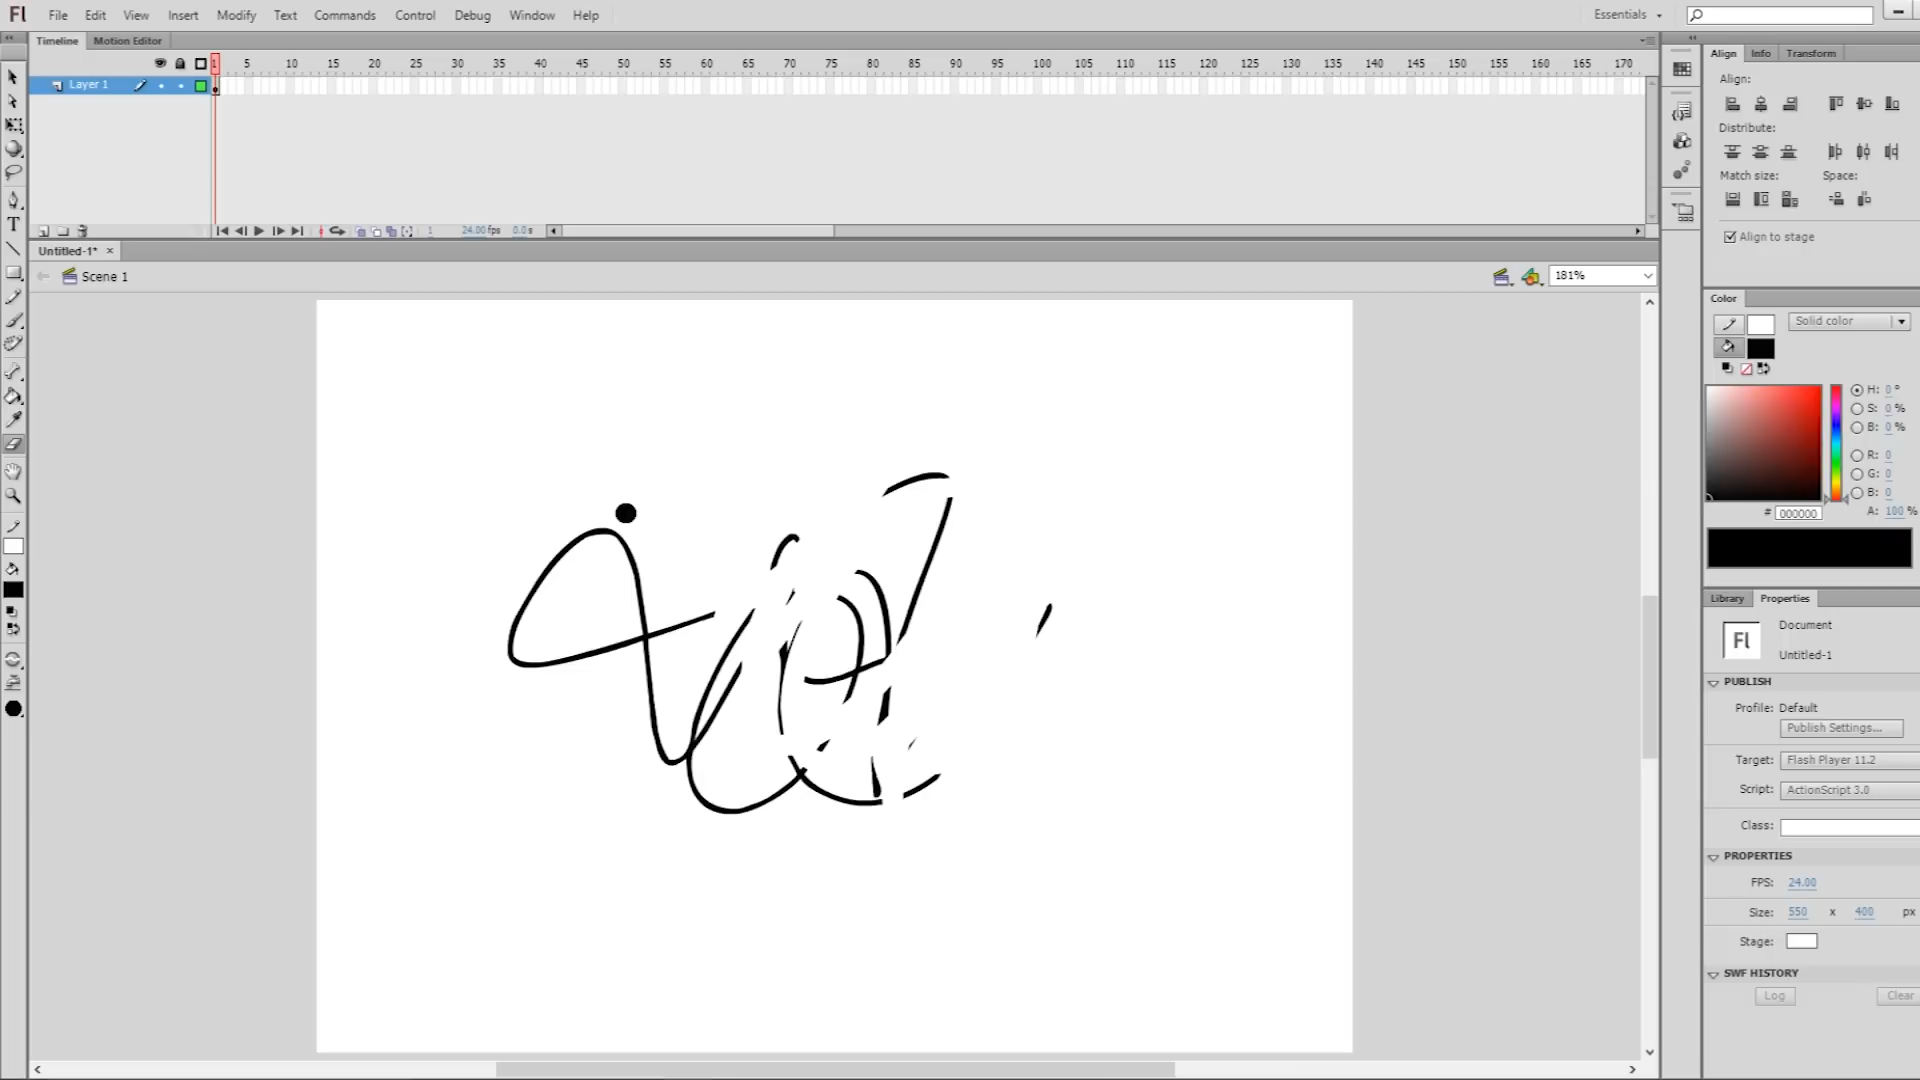 Fl File Edit View Insert Modify Text Commands Control Debug Window Help Essentials
Timeline Motion Editor
1 5 10 15 20 25 30 35 40 45 50 55 60 65 70 75 80 85 90 95 100 105 110 115 120 125 130 135 140 145 150 155 160 165 170
Layer 1
1 24.00 fps 0.0 s
Untitled-1* ×
Scene 1 181%
Align Info Transform
Align:
Distribute:
Match size: Space:
Align to stage
Color
Solid color
H: 0 °
S: 0 %
B: 0 %
R: 0
G: 0
B: 0
# 000000 A: 100 %
Library Properties
Fl Document
Untitled-1
PUBLISH
Profile: Default
Publish Settings...
Target: Flash Player 11.2
Script: ActionScript 3.0
Class:
PROPERTIES
FPS: 24.00
Size: 550 x 400 px
Stage:
SWF HISTORY
Log Clear